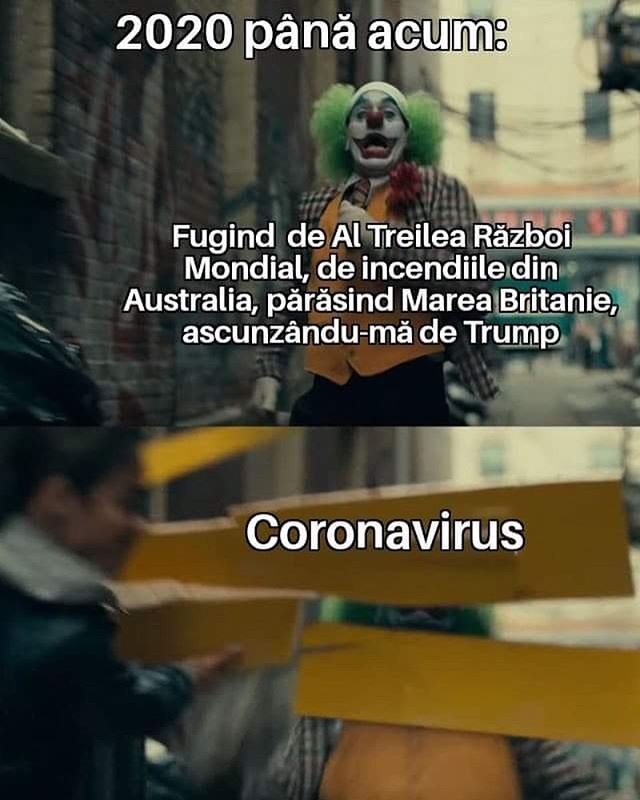 2020 până acum:
Fugind de Al Treilea Război
Mondial, de incendiile din
Australia, părăsind Marea Britanie,
ascunzându-mă de Trump
Coronavirus